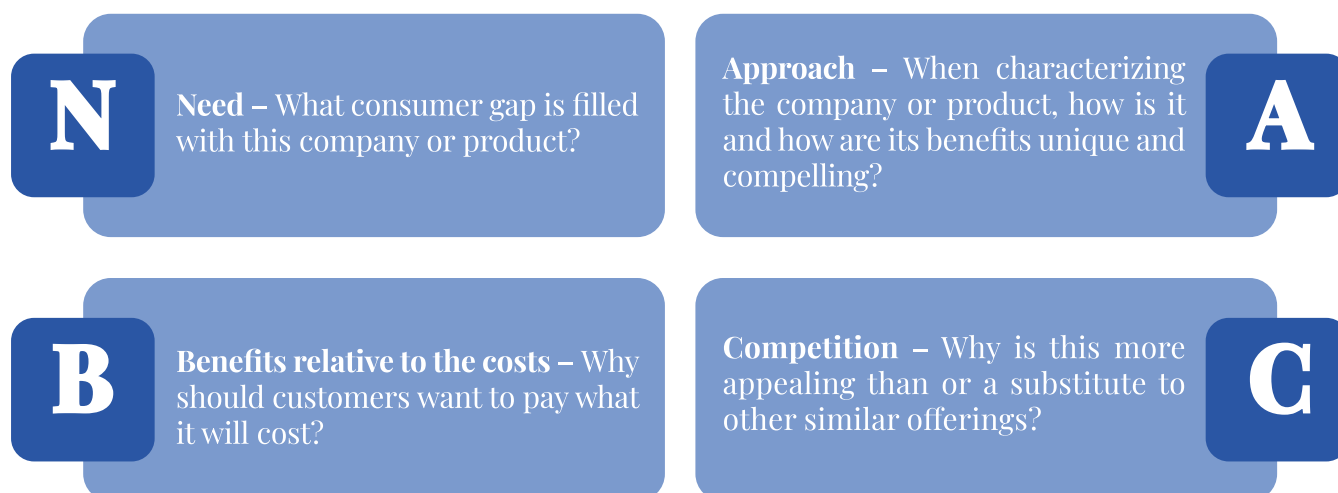 N
Need – What consumer gap is filled
with this company or product?
Approach – When characterizing
the company or product, how is it
and how are its benefits unique and
compelling?
A
B
Benefits relative to the costs – Why
should customers want to pay what
it will cost?
Competition – Why is this more
appealing than or a substitute to
other similar offerings?
C